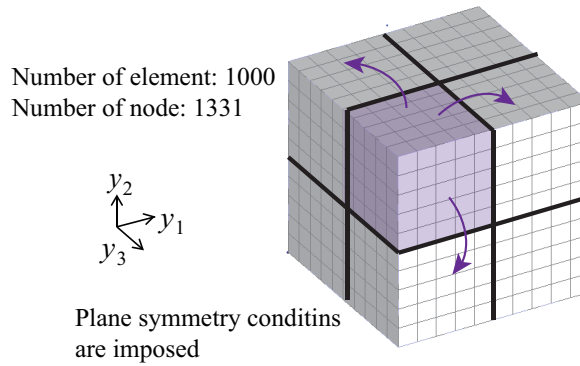 Number of element: 1000
Number of node: 1331
y2
y1
y3
Plane symmetry conditins
are imposed